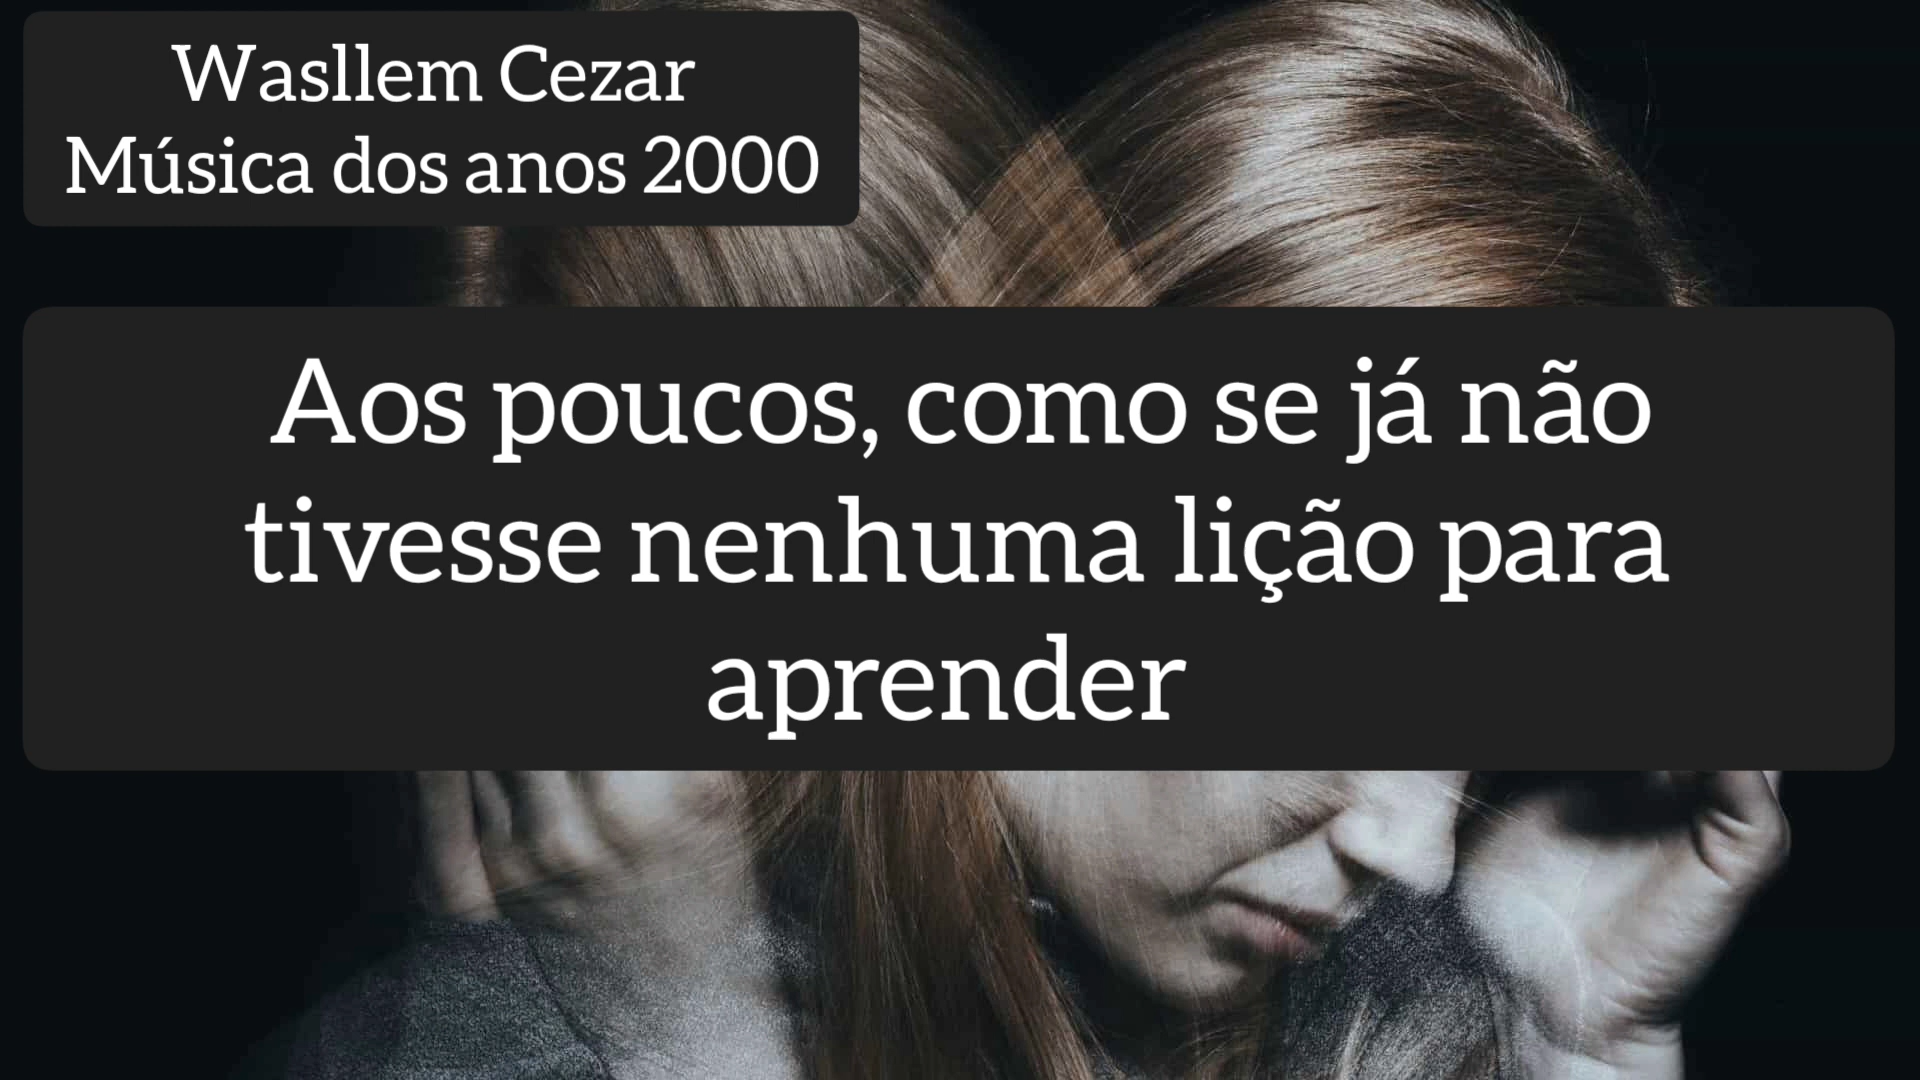 Wasllem Cezar
Música dos anos 2000
Aos poucos, como se já não
tivesse nenhuma lição para
aprender